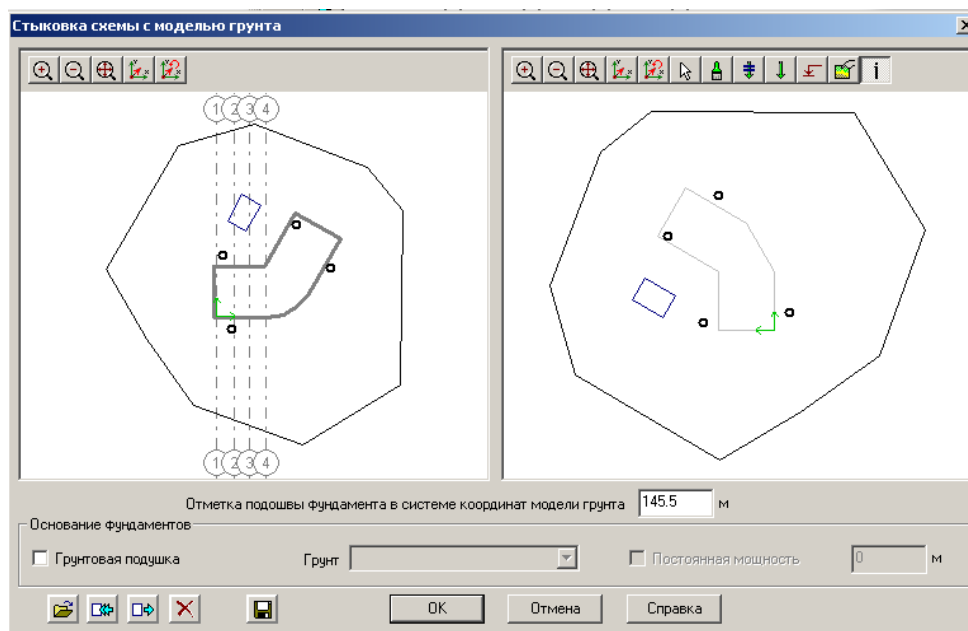 Стыковка схемы с моделью грунта
1 2 3 4
1 2 3 4
Отметка подошвы фундамента в системе координат модели грунта 145.5 м
Основание фундаментов
Грунтовая подушка Грунт Постоянная мощность 0 м
OK Отмена Справка